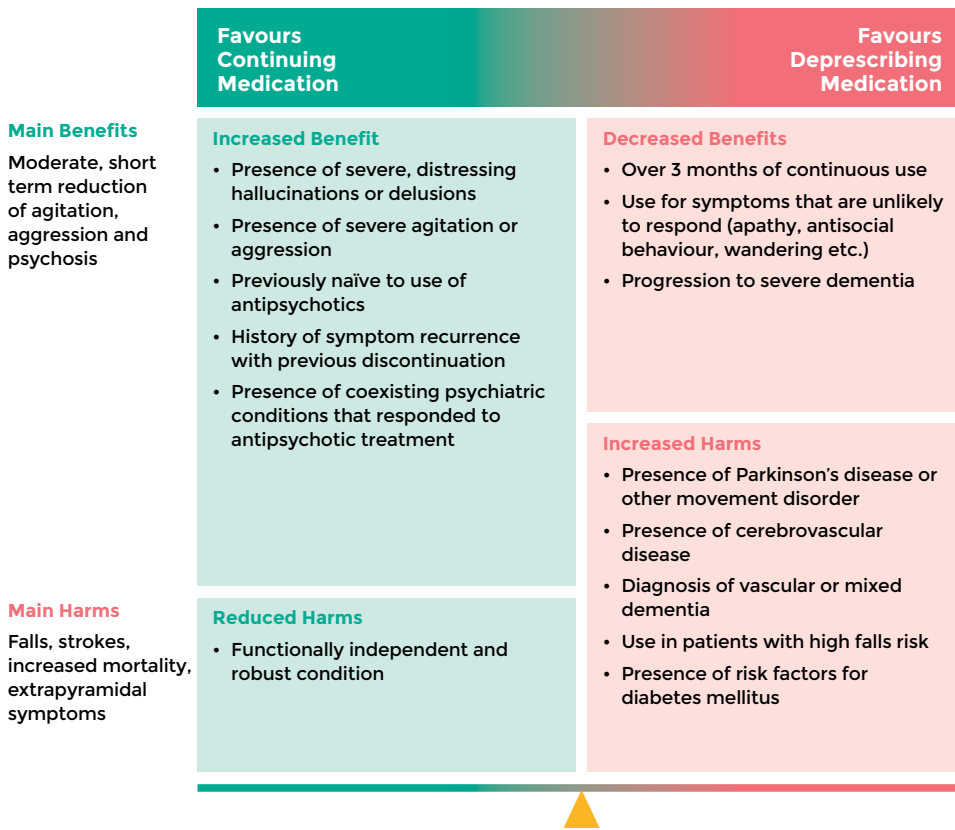 Favours
Continuing
Medication
Favours
Deprescribing
Medication
Main Benefits
Moderate, short
term reduction
of agitation,
aggression and
psychosis
Increased Benefit
• Presence of severe, distressing
hallucinations or delusions
• Presence of severe agitation or
aggression
• Previously naïve to use of
antipsychotics
• History of symptom recurrence
with previous discontinuation
• Presence of coexisting psychiatric
conditions that responded to
antipsychotic treatment
Decreased Benefits
• Over 3 months of continuous use
• Use for symptoms that are unlikely
to respond (apathy, antisocial
behaviour, wandering etc.)
• Progression to severe dementia
Main Harms
Falls, strokes,
increased mortality,
extrapyramidal
symptoms
Reduced Harms
• Functionally independent and
robust condition
Increased Harms
• Presence of Parkinson’s disease or
other movement disorder
• Presence of cerebrovascular
disease
• Diagnosis of vascular or mixed
dementia
• Use in patients with high falls risk
• Presence of risk factors for
diabetes mellitus